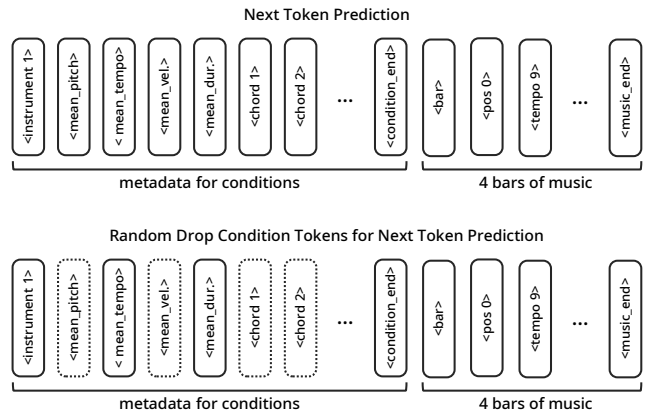 Next Token Prediction
<instrument 1>
<mean_pitch>
< mean_tempo>
<mean_vel.>
<mean_dur.>
<chord 1>
<chord 2>
...
<condition_end>
<bar>
<pos 0>
<tempo 9>
...
<music_end>
metadata for conditions
4 bars of music
Random Drop Condition Tokens for Next Token Prediction
<instrument 1>
<mean_pitch>
< mean_tempo>
<mean_vel.>
<mean_dur.>
<chord 1>
<chord 2>
...
<condition_end>
<bar>
<pos 0>
<tempo 9>
...
<music_end>
metadata for conditions
4 bars of music